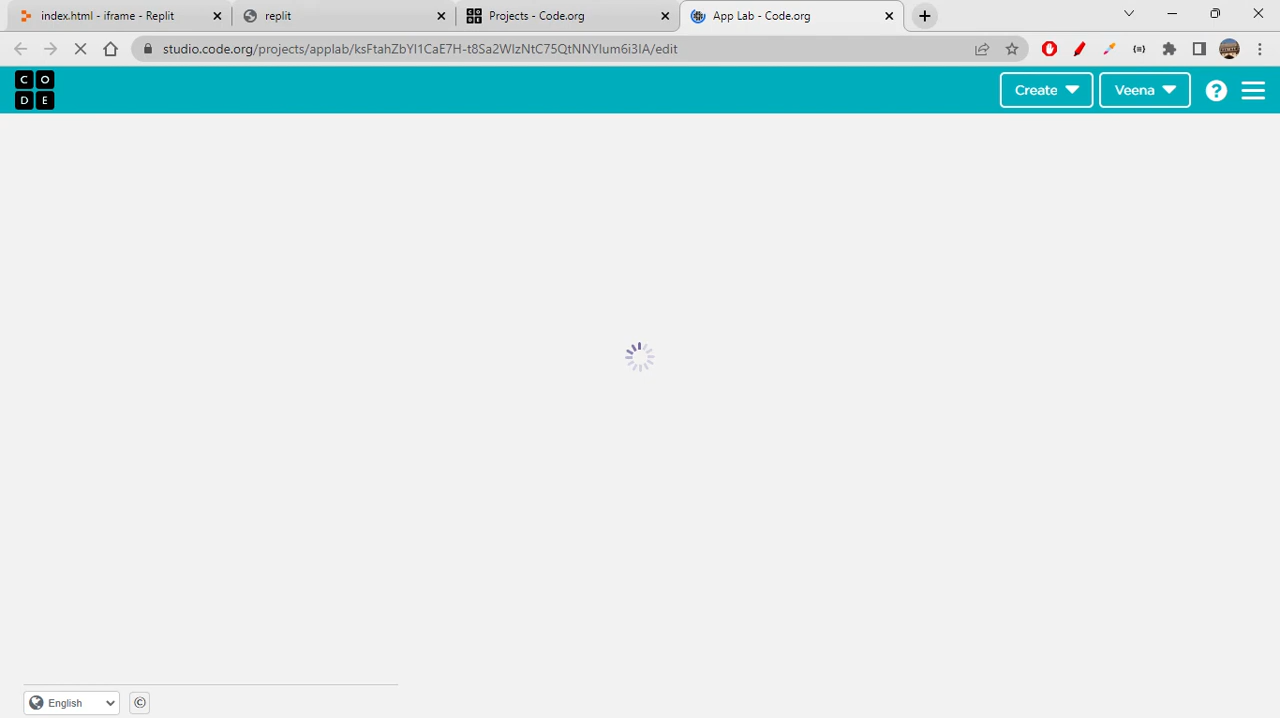 index.html - iframe - Replit
replit
Projects - Code.org
App Lab - Code.org
studio.code.org/projects/applab/ksFtahZbYl1CaE7H-t8Sa2WIzNtC75QtNNYlum6i3IA/edit
C O
D E
Create
Veena
?
English
©